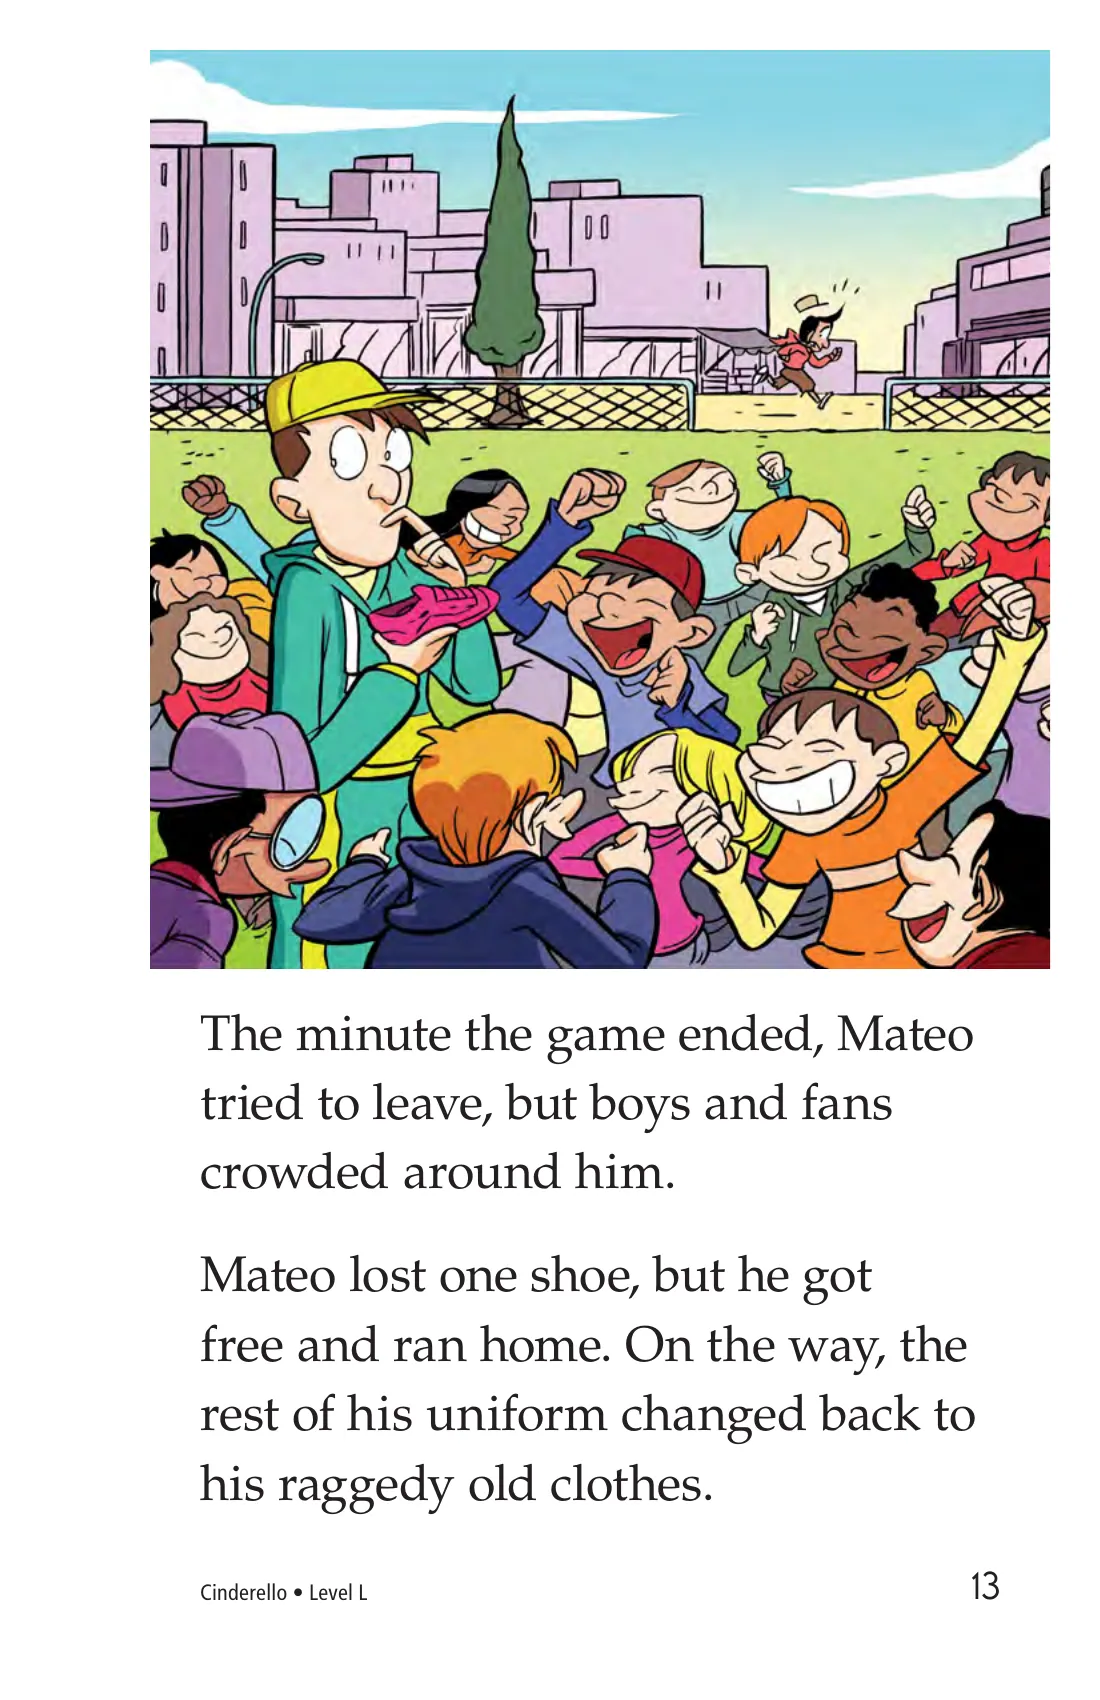 The minute the game ended, Mateo
tried to leave, but boys and fans
crowded around him.
Mateo lost one shoe, but he got
free and ran home. On the way, the
rest of his uniform changed back to
his raggedy old clothes.
Cinderello • Level L
13